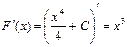 F'(x) = (x⁴/4 + C)' = x³